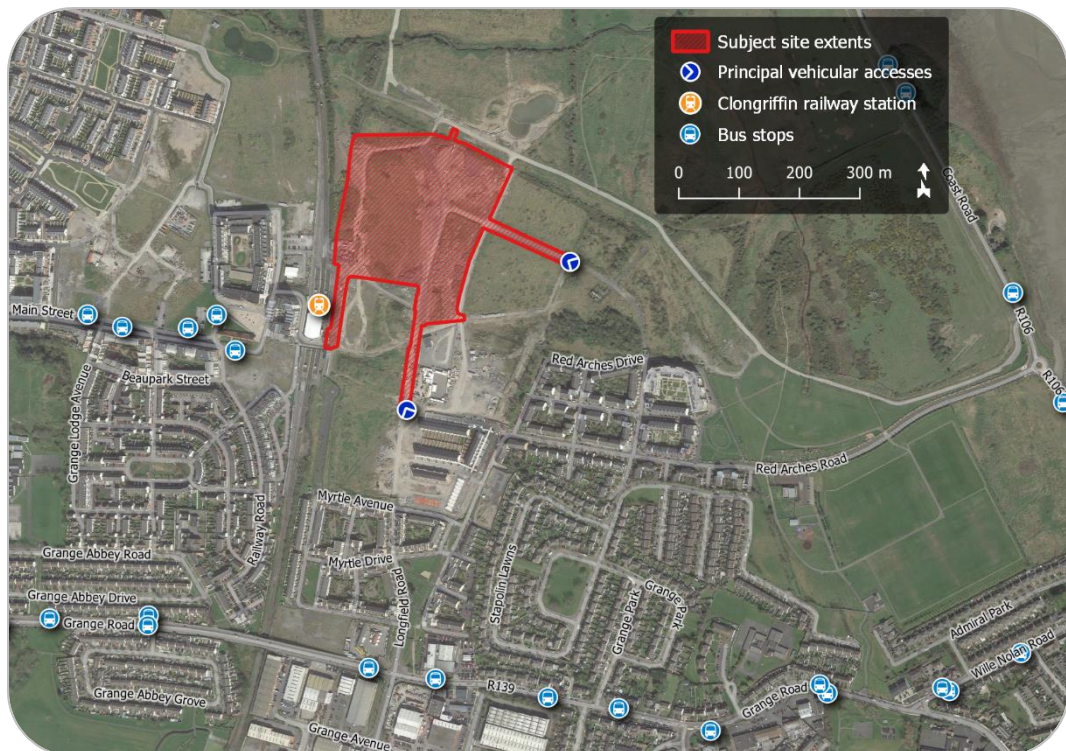 Subject site extents
Principal vehicular accesses
Clongriffin railway station
Bus stops
0 100 200 300 m
Coast Road
R106
R106
Main Street
Beaupark Street
Grange Lodge Avenue
Railway Road
Red Arches Drive
Red Arches Road
Myrtle Avenue
Myrtle Drive
Longfield Road
Stapolin Lawns
Grange Park
Grange Park
Grange Abbey Road
Grange Abbey Drive
Grange Road
Grange Abbey Grove
R139
Grange Avenue
Grange Road
Admiral Park
Wille Nolan Road